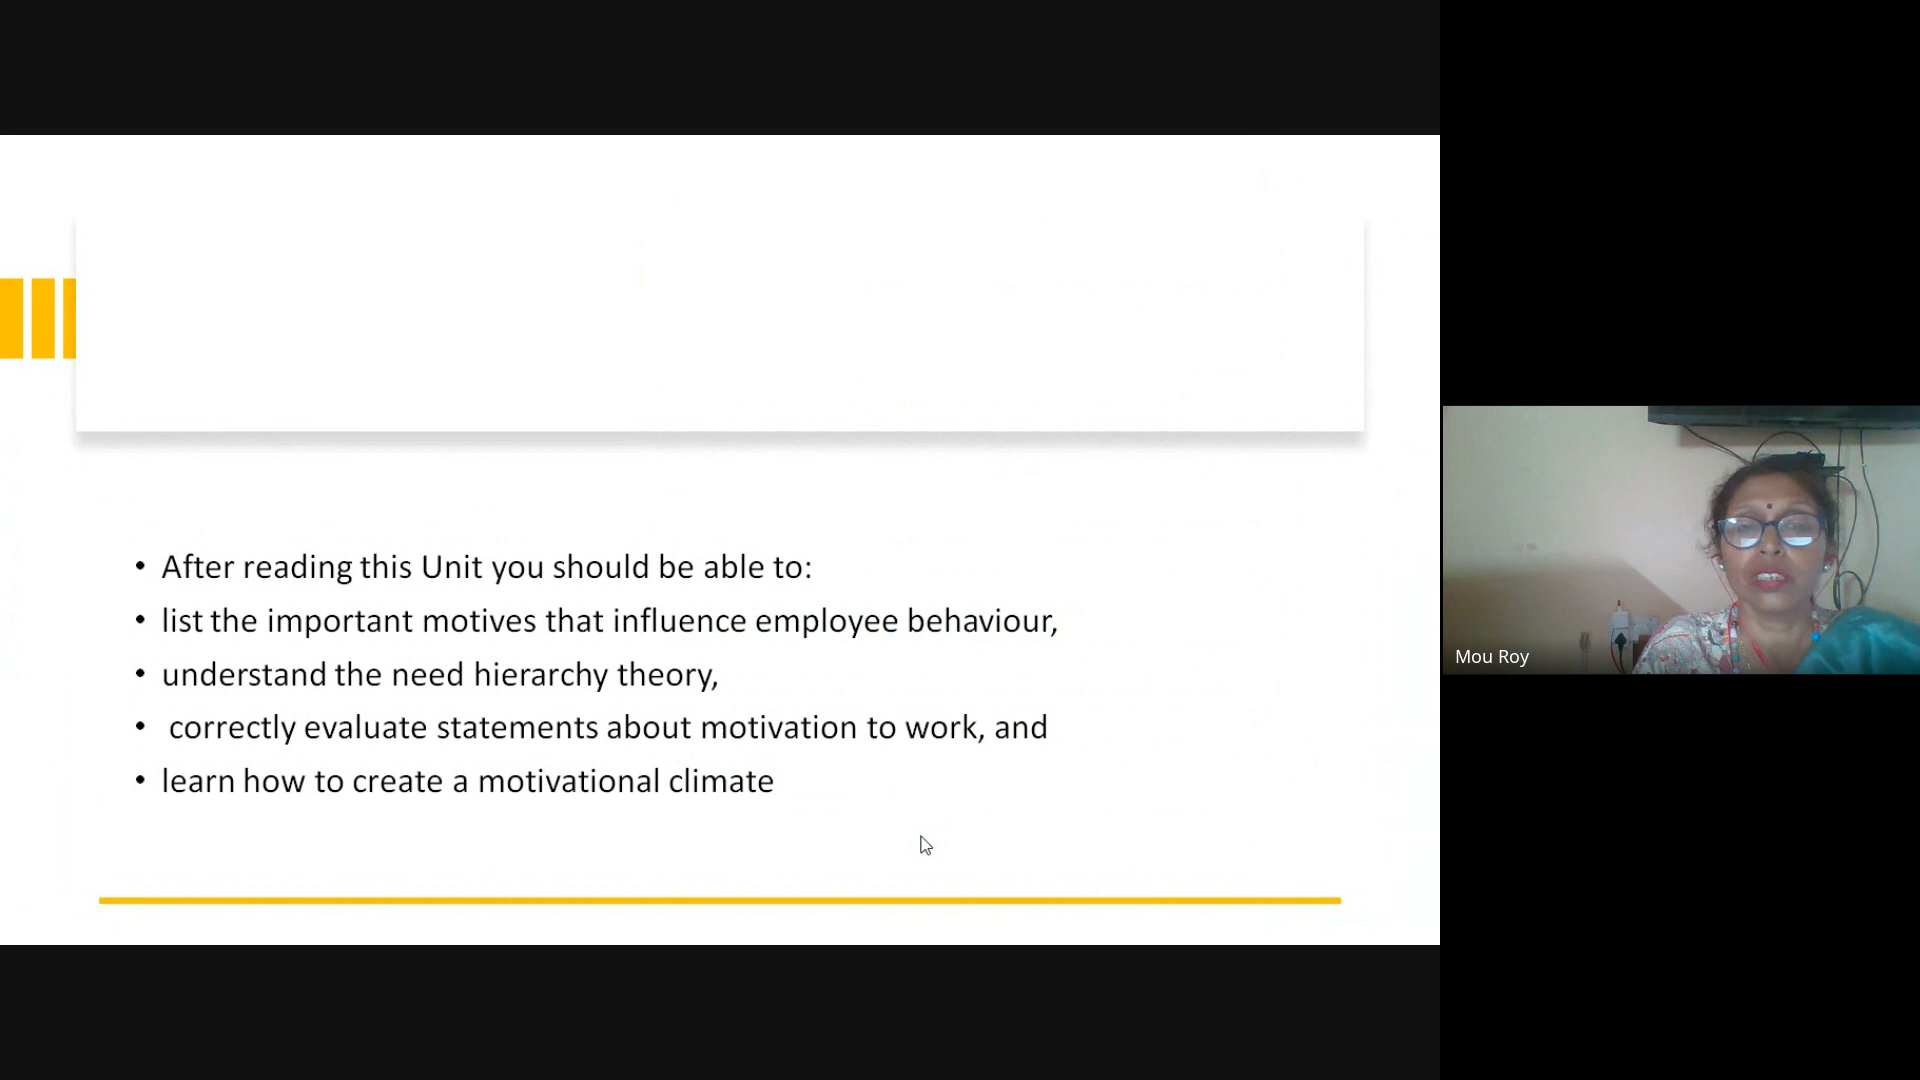 • After reading this Unit you should be able to:
• list the important motives that influence employee behaviour,
• understand the need hierarchy theory,
• correctly evaluate statements about motivation to work, and
• learn how to create a motivational climate
Mou Roy